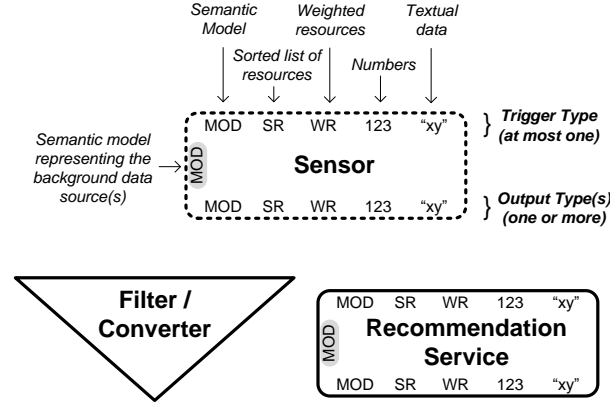 Semantic Model
Weighted resources
Textual data
Sorted list of resources
Numbers
MOD SR WR 123 “xy”
} Trigger Type (at most one)
Semantic model representing the background data source(s)
MOD
Sensor
MOD SR WR 123 “xy”
} Output Type(s) (one or more)
Filter /
Converter
MOD SR WR 123 “xy”
MOD
Recommendation
Service
MOD SR WR 123 “xy”